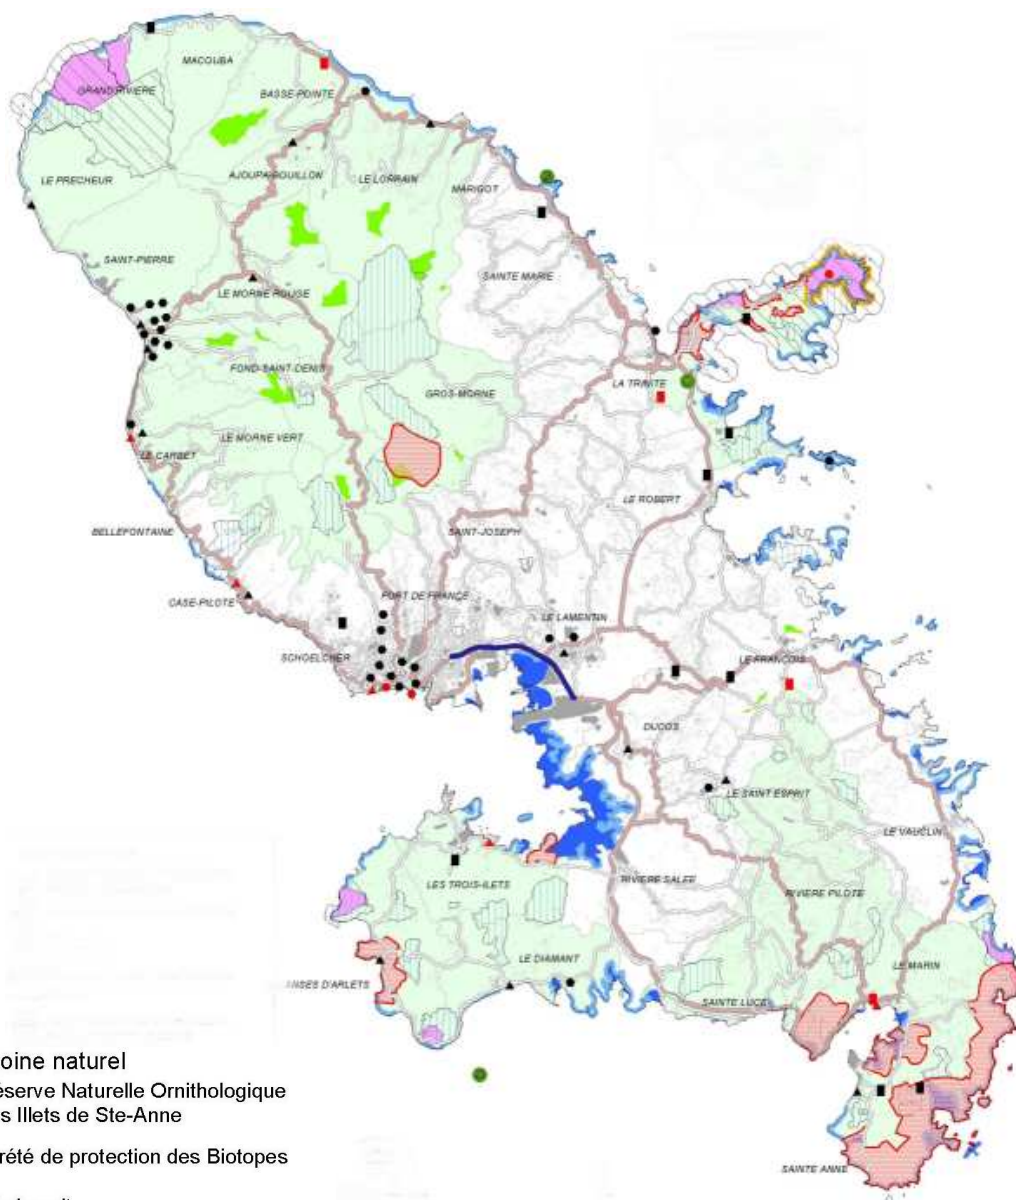 MACOUBA
GRAND RIVIERE
BASSE-POINTE
LE PRECHEUR
AJOUPA-BOUILLON
LE LORRAIN
MARIGOT
SAINT-PIERRE
SAINTE MARIE
LE MORNE ROUGE
FOND-SAINT-DENIS
LA TRINITE
GROS-MORNE
LE MORNE VERT
LE CARBET
LE ROBERT
BELLEFONTAINE
SAINT-JOSEPH
CASE-PILOTE
FORT DE FRANCE
LE LAMENTIN
SCHOELCHER
LE FRANCOIS
DUCOS
LE SAINT ESPRIT
LE VAUCLIN
LES TROIS-ILETS
RIVIERE SALEE
RIVIERE PILOTE
LE DIAMANT
LE MARIN
ANSES D'ARLETS
SAINTE LUCE
oine naturel
éserve Naturelle Ornithologique
s Illets de Ste-Anne
rété de protection des Biotopes
SAINTE ANNE